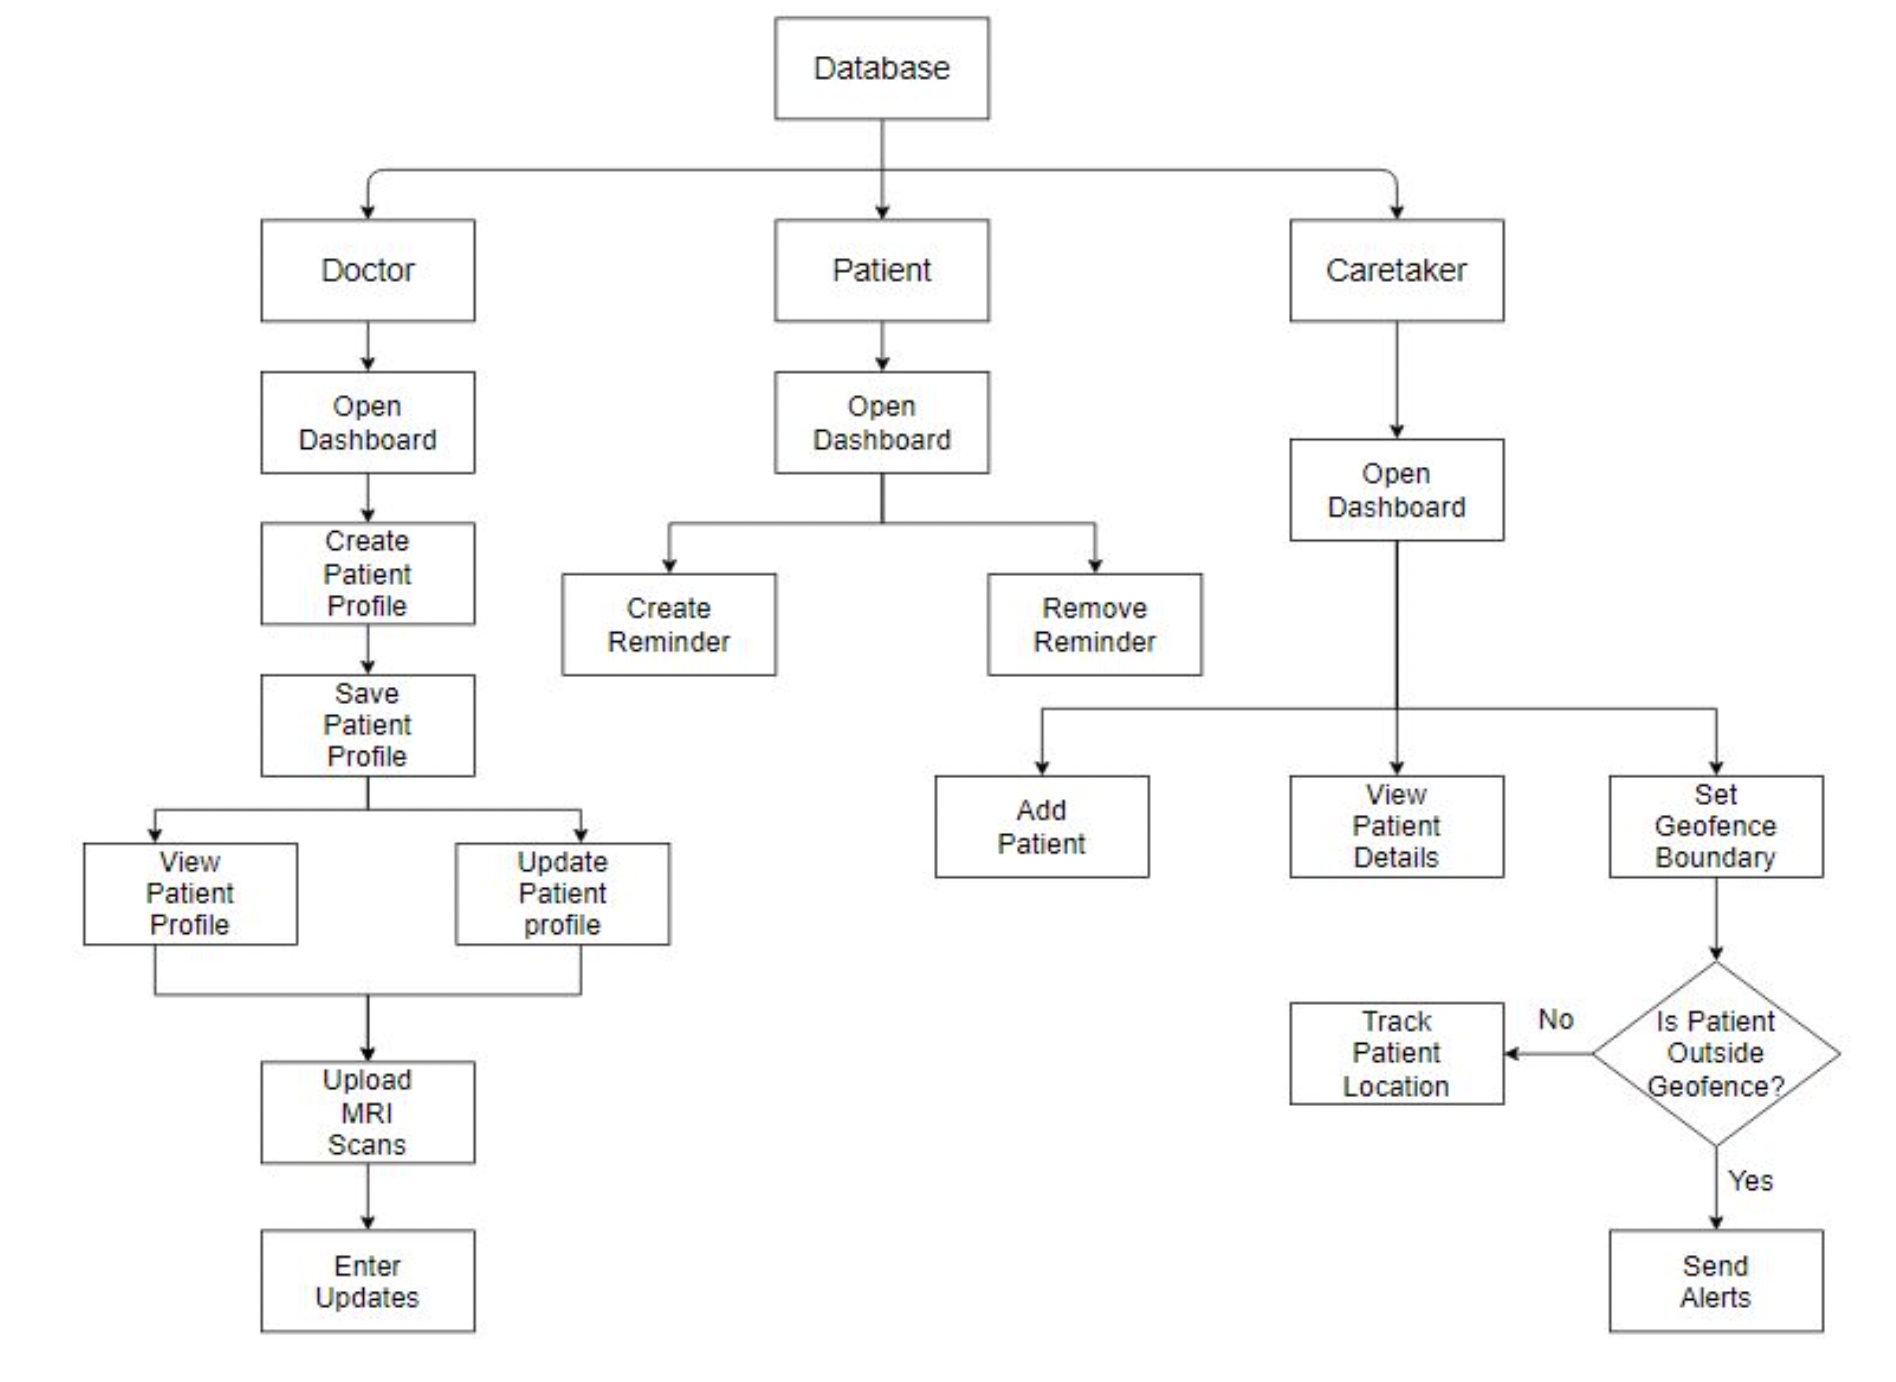 Database
Doctor
Patient
Caretaker
Open
Dashboard
Open
Dashboard
Open
Dashboard
Create
Patient
Profile
Create
Reminder
Remove
Reminder
Save
Patient
Profile
Add
Patient
View
Patient
Details
Set
Geofence
Boundary
View
Patient
Profile
Update
Patient
profile
Track
Patient
Location
No
Is Patient
Outside
Geofence?
Upload
MRI
Scans
Yes
Enter
Updates
Send
Alerts